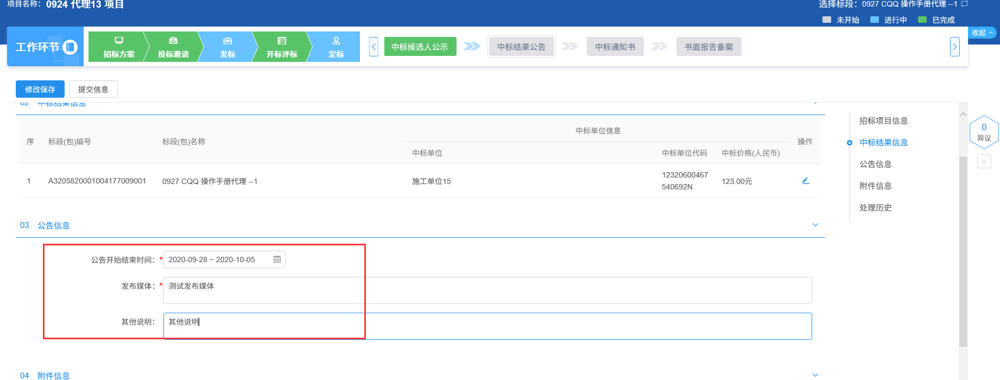 项目名称： 0924 代理13 项目
选择标段： 0927 CQQ 操作手册代理 --1
未开始 进行中 已完成
工作环节
招标方案 投标邀请 发标 开标评标 定标
中标候选人公示 中标结果公告 中标通知书 书面报告备案
收起
修改保存 提交信息
02 中标结果信息
序 标段(包)编号 标段(包)名称 中标单位信息 操作
中标单位 中标单位代码 中标价格(人民币)
1 A3205820001004177009001 0927 CQQ 操作手册代理 --1 施工单位15 12320600467 123.00元
540692N
03 公告信息
公告开始结束时间：*2020-09-28 ~ 2020-10-05
发布媒体：*测试发布媒体
其他说明： 其他说明
04 附件信息
招标项目信息
中标结果信息
公告信息
附件信息
处理历史
0
异议